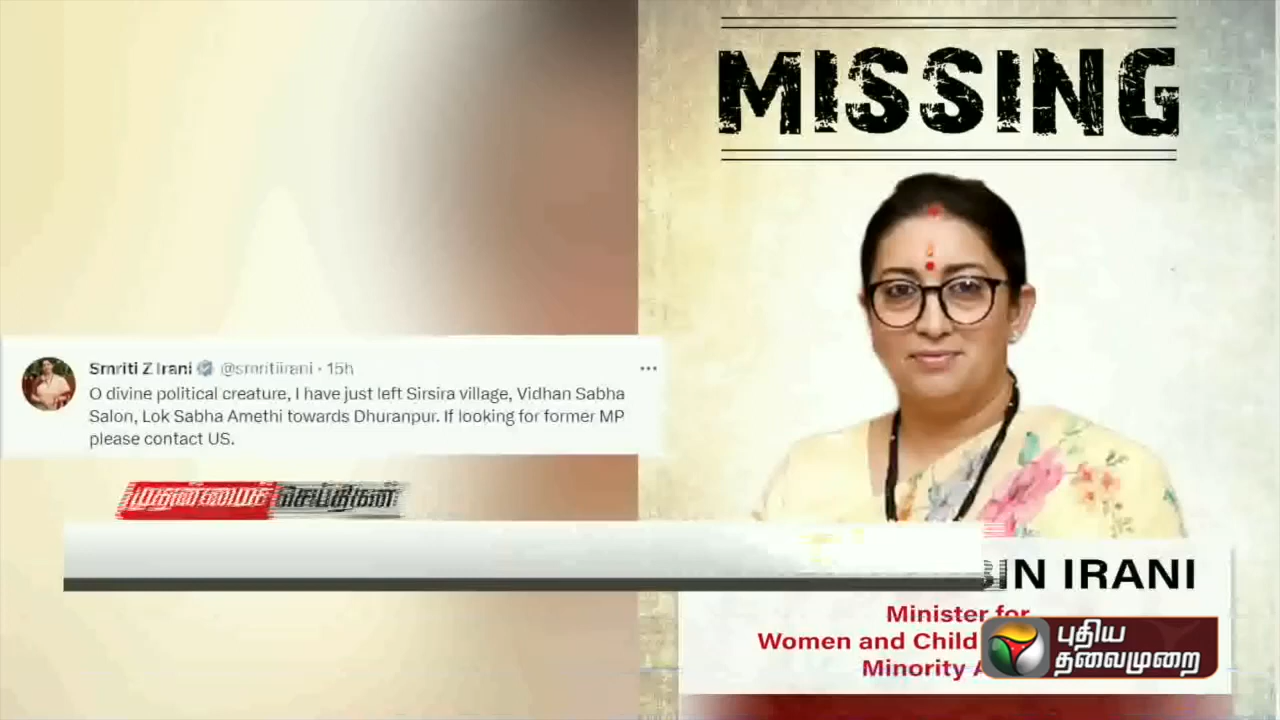 MISSING
Smriti Z Irani @smritiirani · 15h
O divine political creature, I have just left Sirsira village, Vidhan Sabha
Salon, Lok Sabha Amethi towards Dhuranpur. If looking for former MP
please contact US.
முதன்மைச் செய்திகள்
IN IRANI
Minister for
Women and Child
Minority A
புதிய
தலைமுறை